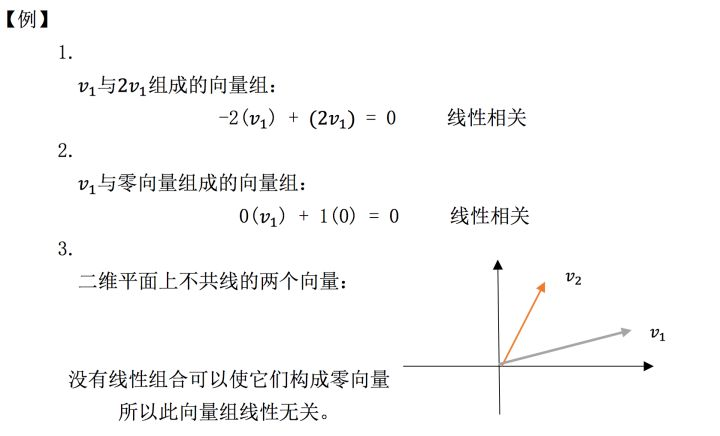 【例】
1.
v₁与2v₁组成的向量组：
-2(v₁) + (2v₁) = 0 线性相关
2.
v₁与零向量组成的向量组：
0(v₁) + 1(0) = 0 线性相关
3.
二维平面上不共线的两个向量：
v₂
v₁
没有线性组合可以使它们构成零向量
所以此向量组线性无关。